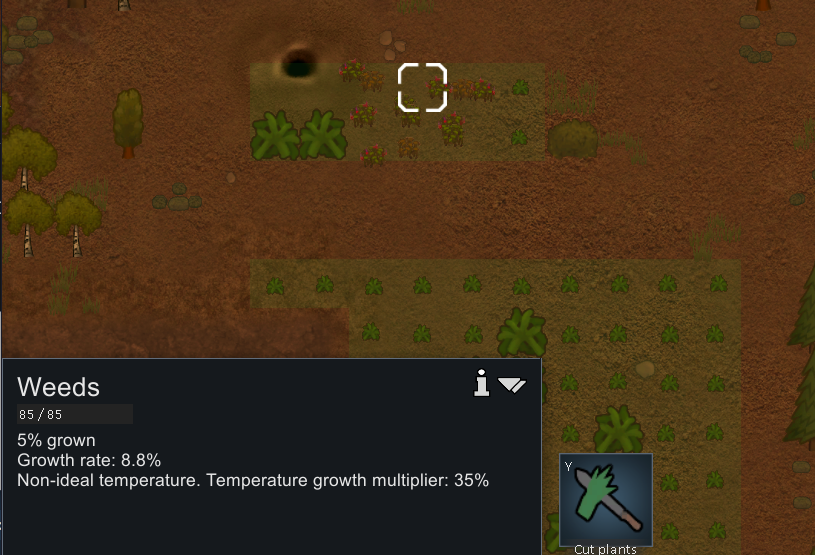 Weeds
85 / 85
5% grown
Growth rate: 8.8%
Non-ideal temperature. Temperature growth multiplier: 35%
Y
Cut plants